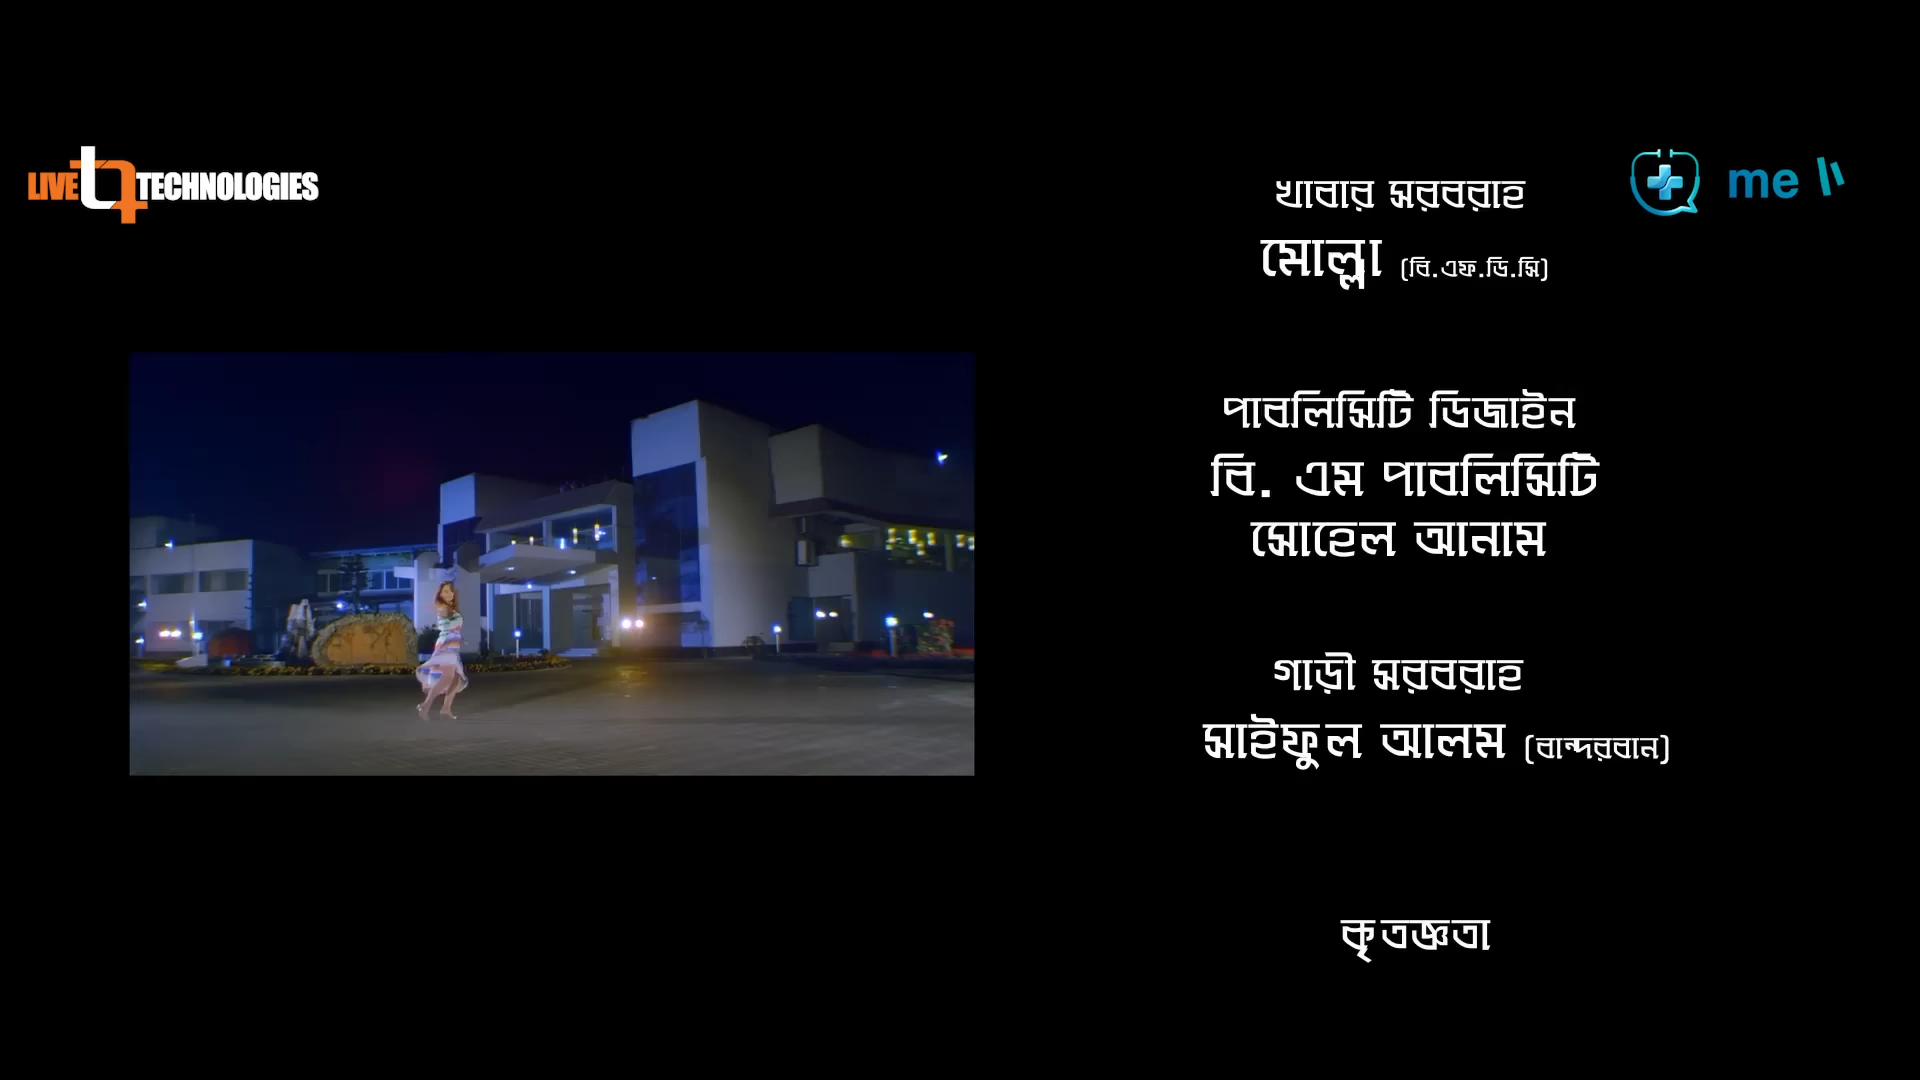 LIVE TECHNOLOGIES
me
খাবার সরবরাহ
মোল্লা (বি.এফ.ডি.সি)
পাবলিসিটি ডিজাইন
বি. এম পাবলিসিটি
সোহেল আনাম
গাড়ী সরবরাহ
সাইফুল আলম (বান্দরবান)
কৃতজ্ঞতা